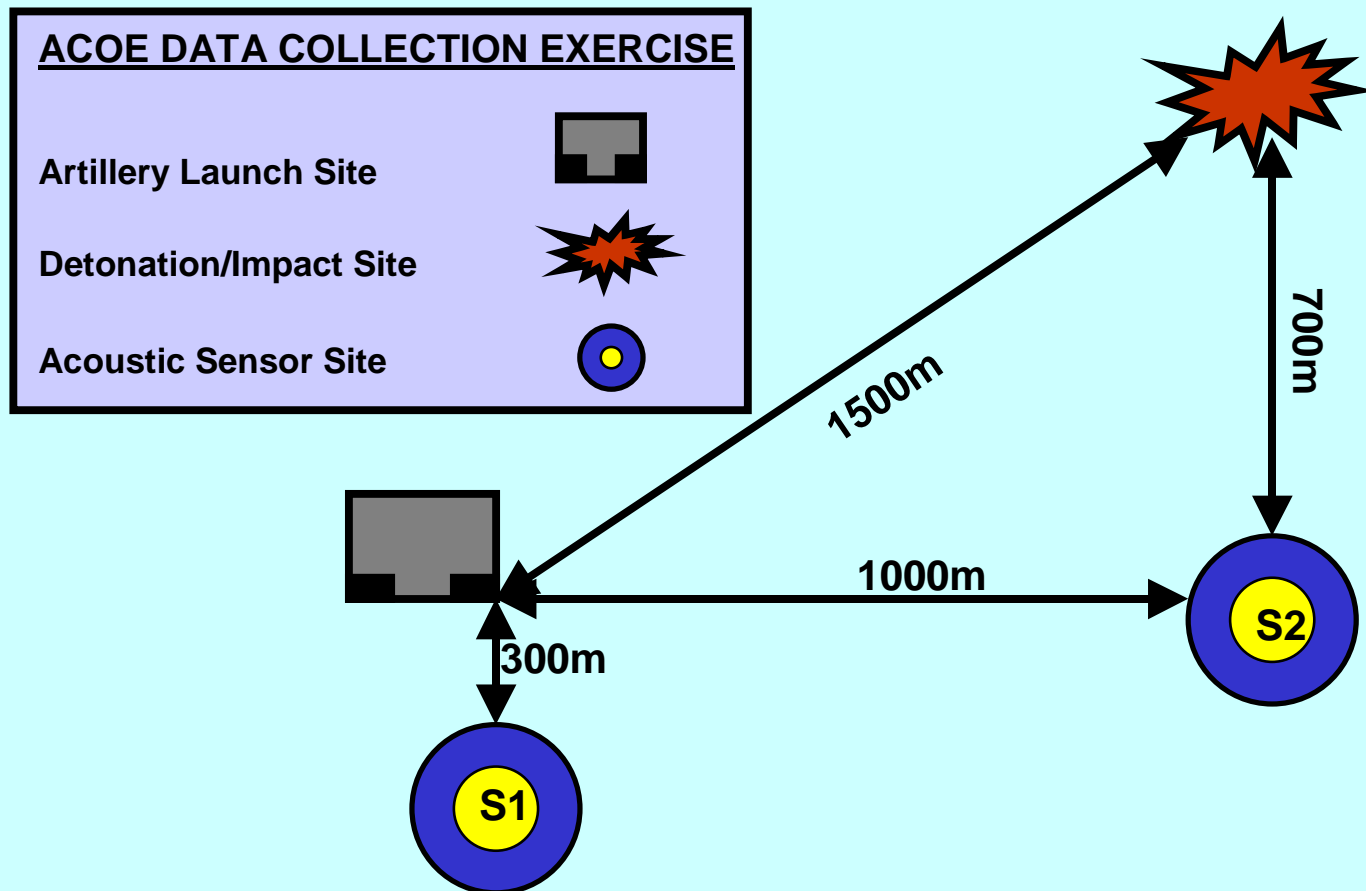 ACOE DATA COLLECTION EXERCISE
Artillery Launch Site
Detonation/Impact Site
Acoustic Sensor Site
700m
1500m
1000m
S2
300m
S1